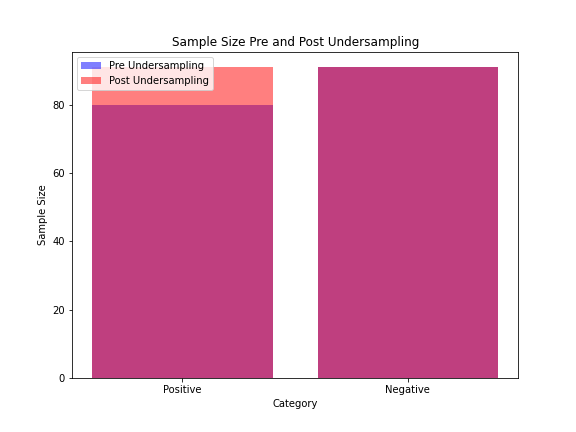 Sample Size Pre and Post Undersampling
Pre Undersampling
Post Undersampling
80
60
40
20
0
Sample Size
Positive
Negative
Category